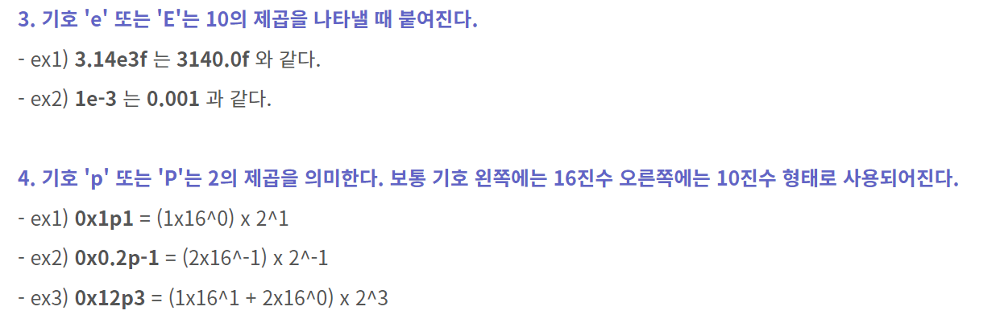 3. 기호 'e' 또는 'E'는 10의 제곱을 나타낼 때 붙여진다.
- ex1) 3.14e3f 는 3140.0f 와 같다.
- ex2) 1e-3 는 0.001 과 같다.
4. 기호 'p' 또는 'P'는 2의 제곱을 의미한다. 보통 기호 왼쪽에는 16진수 오른쪽에는 10진수 형태로 사용되어진다.
- ex1) 0x1p1 = (1x16^0) x 2^1
- ex2) 0x0.2p-1 = (2x16^-1) x 2^-1
- ex3) 0x12p3 = (1x16^1 + 2x16^0) x 2^3